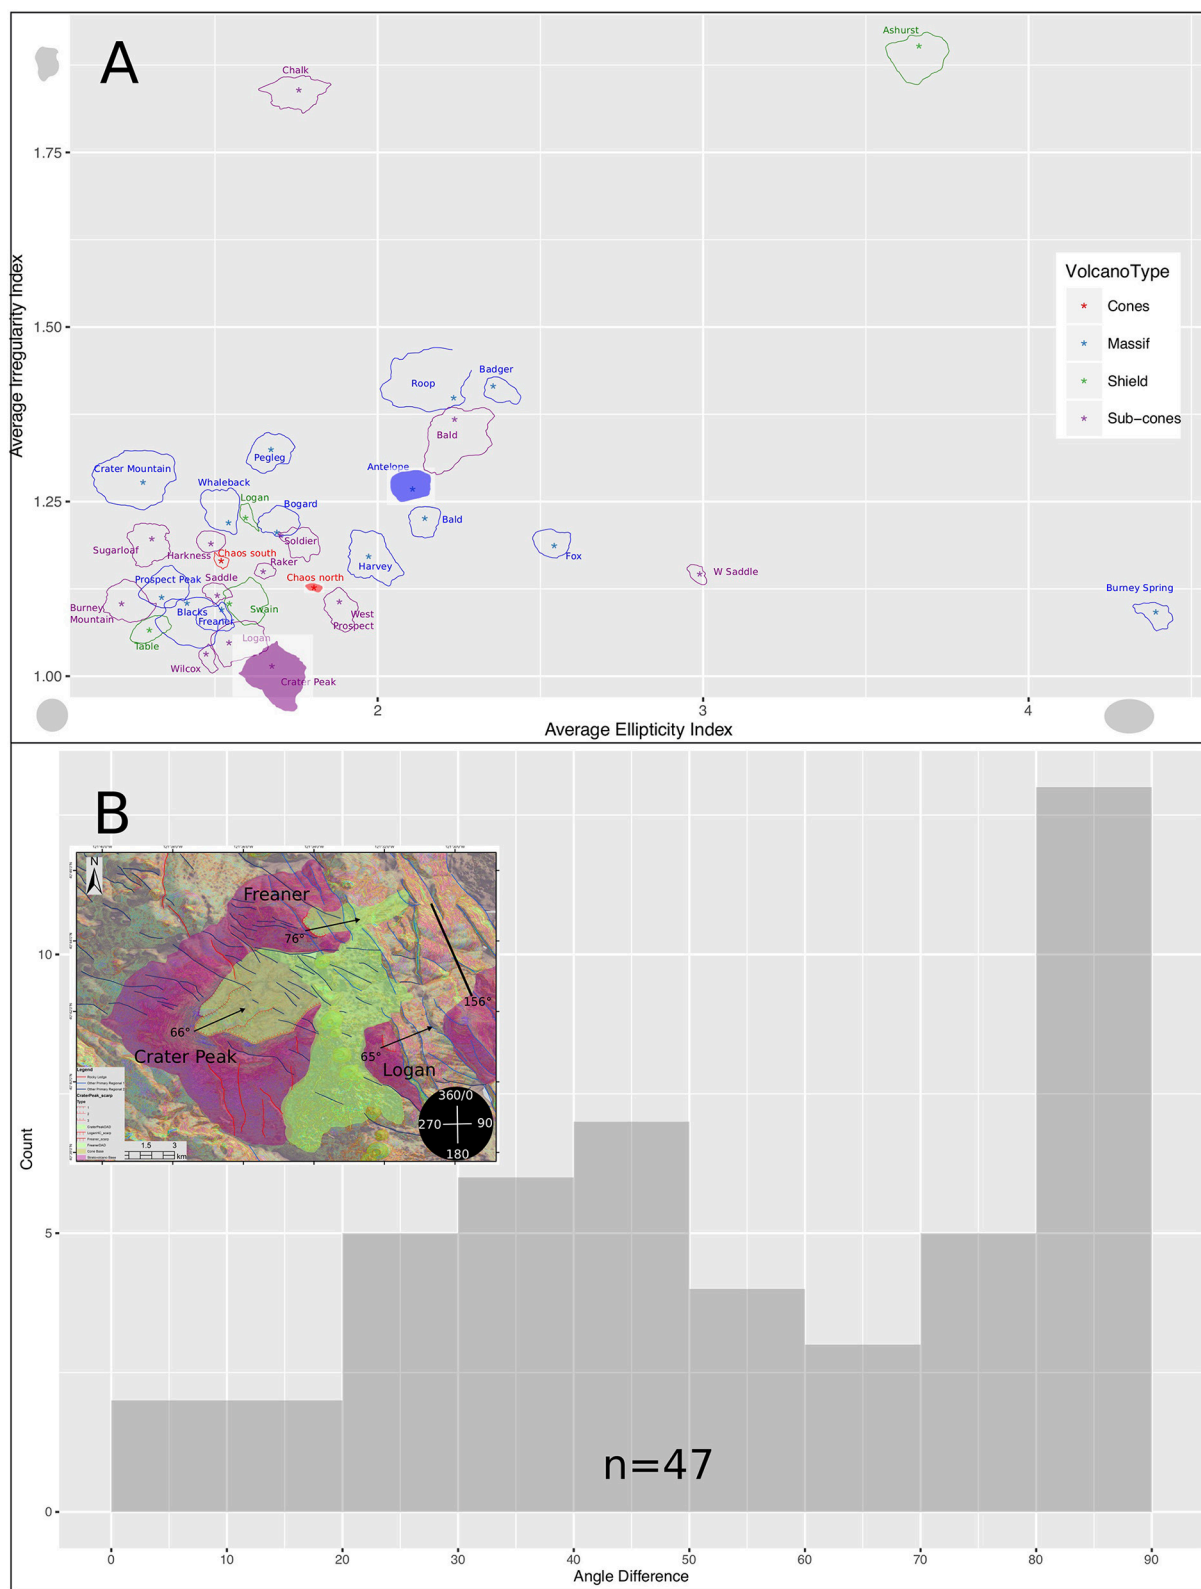 A
Ashurst
Chalk
1.75
VolcanoType
Cones
Massif
Shield
Sub-cones
Average Irregularity Index
1.50
Roop
Badger
Bald
Pegleg
Crater Mountain
Antelope
Whaleback
1.25
Logan
Bogard
Bald
Sugarloaf
Harkness
Chaos south
Soldier
Harvey
Fox
Raker
Prospect Peak
Saddle
Chaos north
W Saddle
Burney Spring
Burney
Mountain
Blacks
Freaner
Swain
West
Prospect
Table
Logan
Wilcox
1.00
Crater Peak
2
3
4
Average Ellipticity Index
B
N
Freaner
76°
156°
66°
Crater Peak
65°
Logan
Legend
360/0
270
90
180
1.5 3
km
10
5
0
Count
n=47
0 10 20 30 40 50 60 70 80 90
Angle Difference